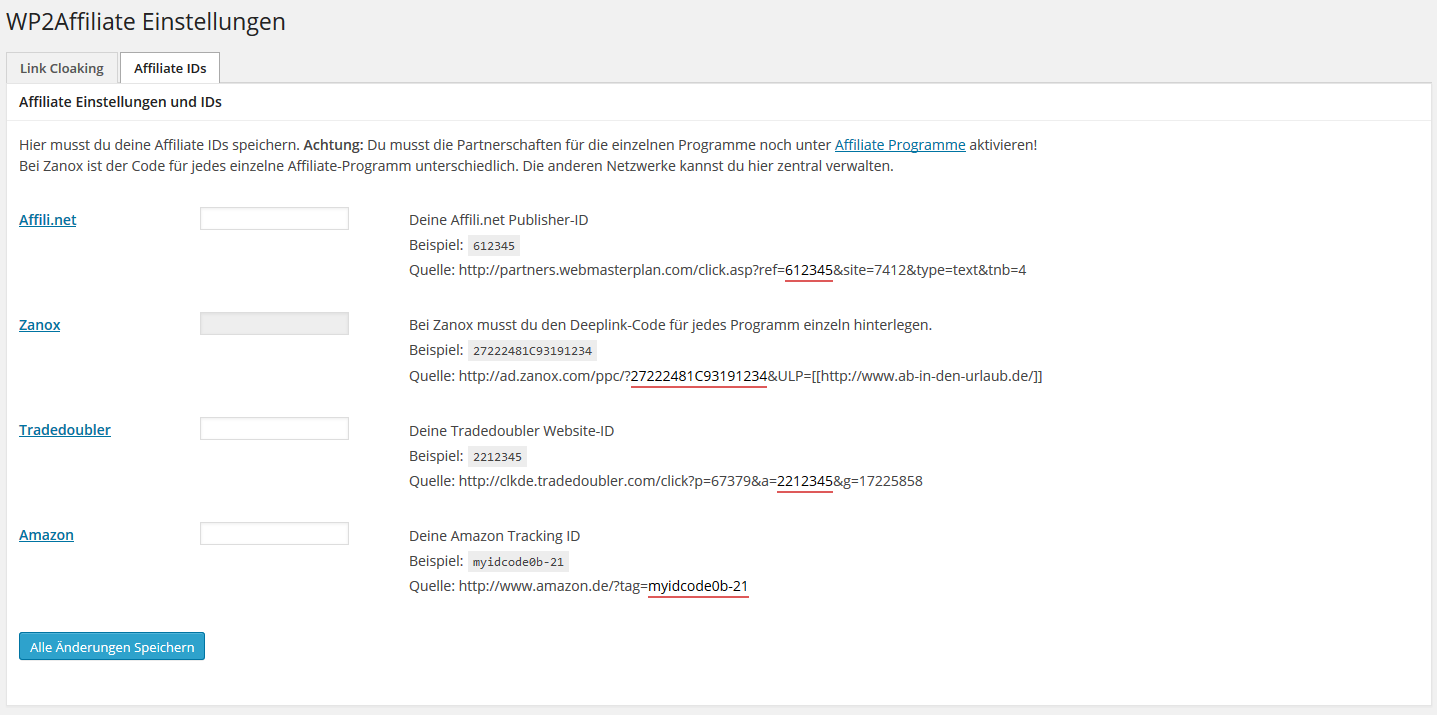 WP2Affiliate Einstellungen
Link Cloaking
Affiliate IDs
Affiliate Einstellungen und IDs
Hier musst du deine Affiliate IDs speichern. Achtung: Du musst die Partnerschaften für die einzelnen Programme noch unter Affiliate Programme aktivieren!
Bei Zanox ist der Code für jedes einzelne Affiliate-Programm unterschiedlich. Die anderen Netzwerke kannst du hier zentral verwalten.
Affili.net
Deine Affili.net Publisher-ID
Beispiel: 612345
Quelle: http://partners.webmasterplan.com/click.asp?ref=612345&site=7412&type=text&tnb=4
Zanox
Bei Zanox musst du den Deeplink-Code für jedes Programm einzeln hinterlegen.
Beispiel: 27222481C93191234
Quelle: http://ad.zanox.com/ppc/?27222481C93191234&ULP=[[http://www.ab-in-den-urlaub.de/]]
Tradedoubler
Deine Tradedoubler Website-ID
Beispiel: 2212345
Quelle: http://clkde.tradedoubler.com/click?p=67379&a=2212345&g=17225858
Amazon
Deine Amazon Tracking ID
Beispiel: myidcode0b-21
Quelle: http://www.amazon.de/?tag=myidcode0b-21
Alle Änderungen Speichern